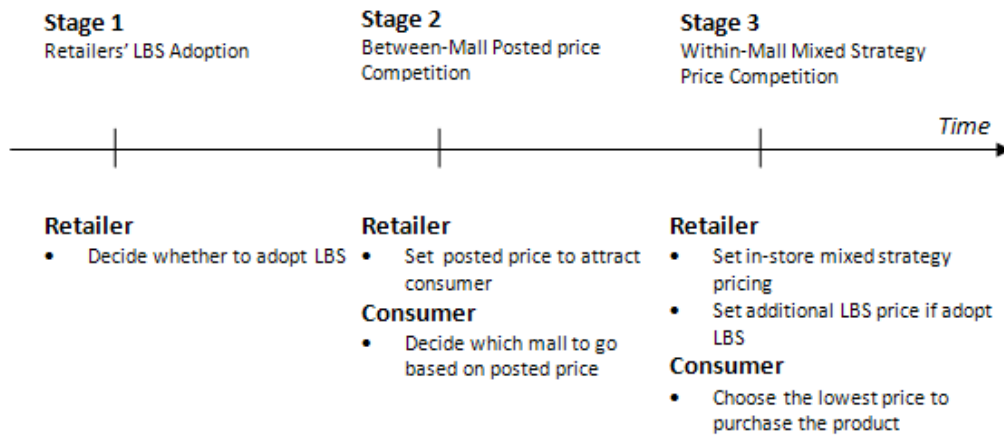 Stage 1
Retailers' LBS Adoption
Stage 2
Between-Mall Posted price
Competition
Stage 3
Within-Mall Mixed Strategy
Price Competition
Time
Retailer
• Decide whether to adopt LBS
Retailer
• Set posted price to attract
consumer
Consumer
• Decide which mall to go
based on posted price
Retailer
• Set in-store mixed strategy
pricing
• Set additional LBS price if adopt
LBS
Consumer
• Choose the lowest price to
purchase the product